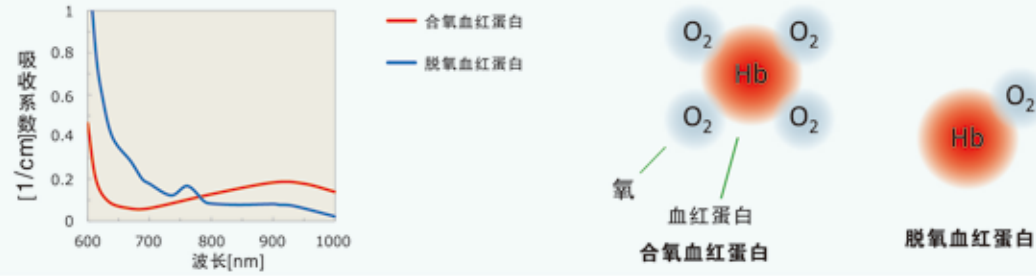 [1/cm]吸收系数
1
0.8
0.6
0.4
0.2
0
600
700
800
900
1000
波长[nm]
合氧血红蛋白
脱氧血红蛋白
O2
O2
Hb
O2
O2
氧
血红蛋白
合氧血红蛋白
O2
Hb
脱氧血红蛋白